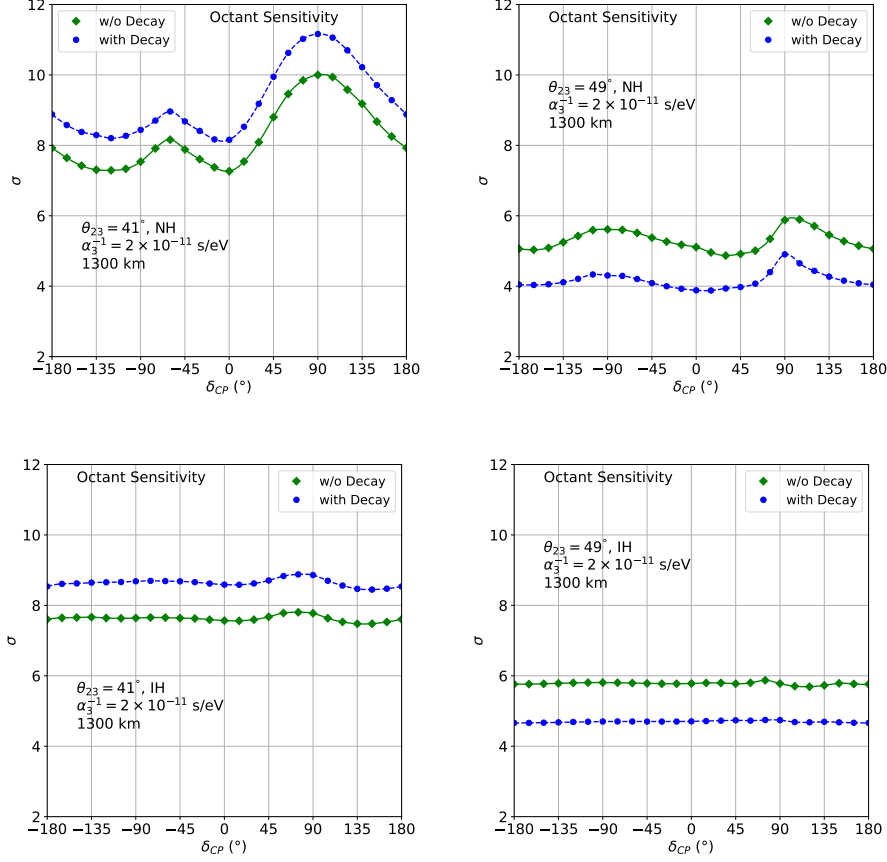 12
10
8
6
4
2
σ
w/o Decay
with Decay
Octant Sensitivity
θ₂₃ = 41°, NH
α₃⁻¹ = 2 × 10⁻¹¹ s/eV
1300 km
−180 −135 −90 −45 0 45 90 135 180
δ_CP (°)
12
10
8
6
4
2
σ
Octant Sensitivity
w/o Decay
with Decay
θ₂₃ = 49°, NH
α₃⁻¹ = 2 × 10⁻¹¹ s/eV
1300 km
−180 −135 −90 −45 0 45 90 135 180
δ_CP (°)
12
10
8
6
4
2
σ
Octant Sensitivity
w/o Decay
with Decay
θ₂₃ = 41°, IH
α₃⁻¹ = 2 × 10⁻¹¹ s/eV
1300 km
−180 −135 −90 −45 0 45 90 135 180
δ_CP (°)
12
10
8
6
4
2
σ
Octant Sensitivity
w/o Decay
with Decay
θ₂₃ = 49°, IH
α₃⁻¹ = 2 × 10⁻¹¹ s/eV
1300 km
−180 −135 −90 −45 0 45 90 135 180
δ_CP (°)